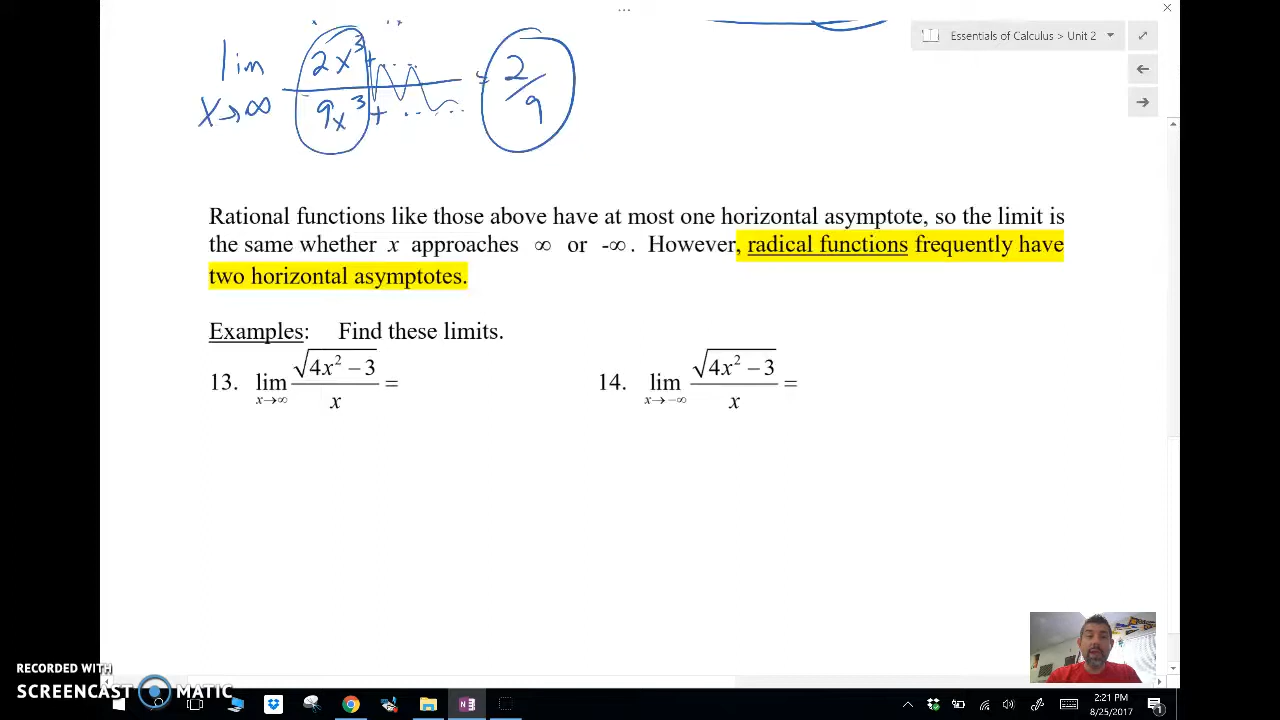 Essentials of Calculus > Unit 2
lim x→∞ 2x³+... / 9x³+... = 2/9
Rational functions like those above have at most one horizontal asymptote, so the limit is
the same whether x approaches ∞ or -∞. However, radical functions frequently have
two horizontal asymptotes.
Examples: Find these limits.
13. lim x→∞ √(4x² − 3) / x =
14. lim x→−∞ √(4x² − 3) / x =
RECORDED WITH
SCREENCAST MATIC
2:21 PM
8/25/2017